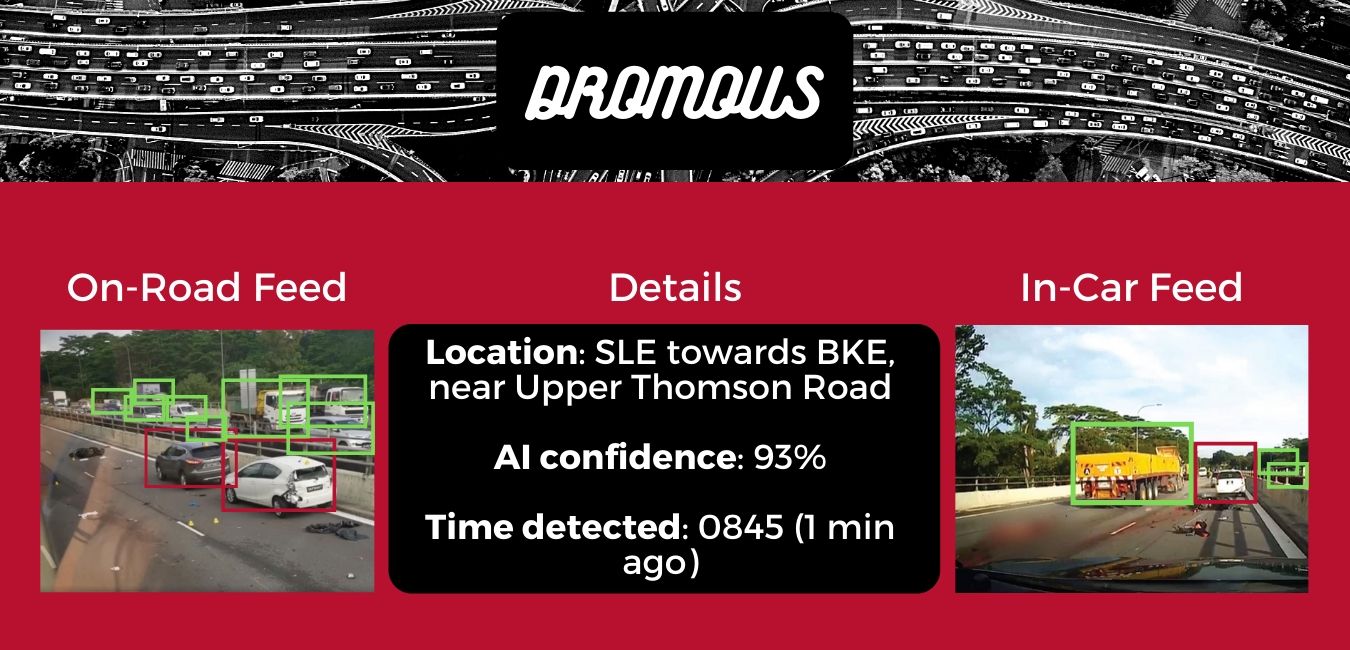 DROMOUS
On-Road Feed
Details
In-Car Feed
Location: SLE towards BKE,
near Upper Thomson Road
AI confidence: 93%
Time detected: 0845 (1 min
ago)